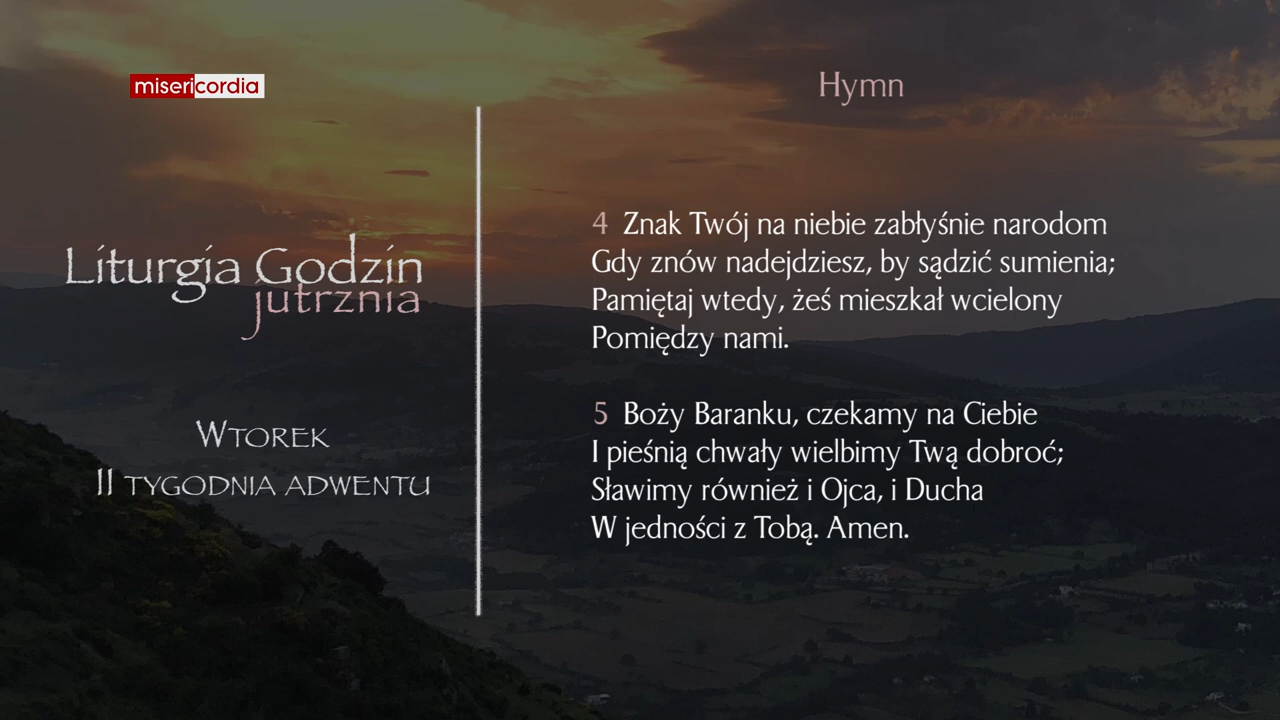 misericordia
Liturgia Godzin
jutrznia
Wtorek
II tygodnia adwentu
Hymn
4 Znak Twój na niebie zabłyśnie narodom
Gdy znów nadejdziesz, by sądzić sumienia;
Pamiętaj wtedy, żeś mieszkał wcielony
Pomiędzy nami.
5 Boży Baranku, czekamy na Ciebie
I pieśnią chwały wielbimy Twą dobroć;
Sławimy również i Ojca, i Ducha
W jedności z Tobą. Amen.